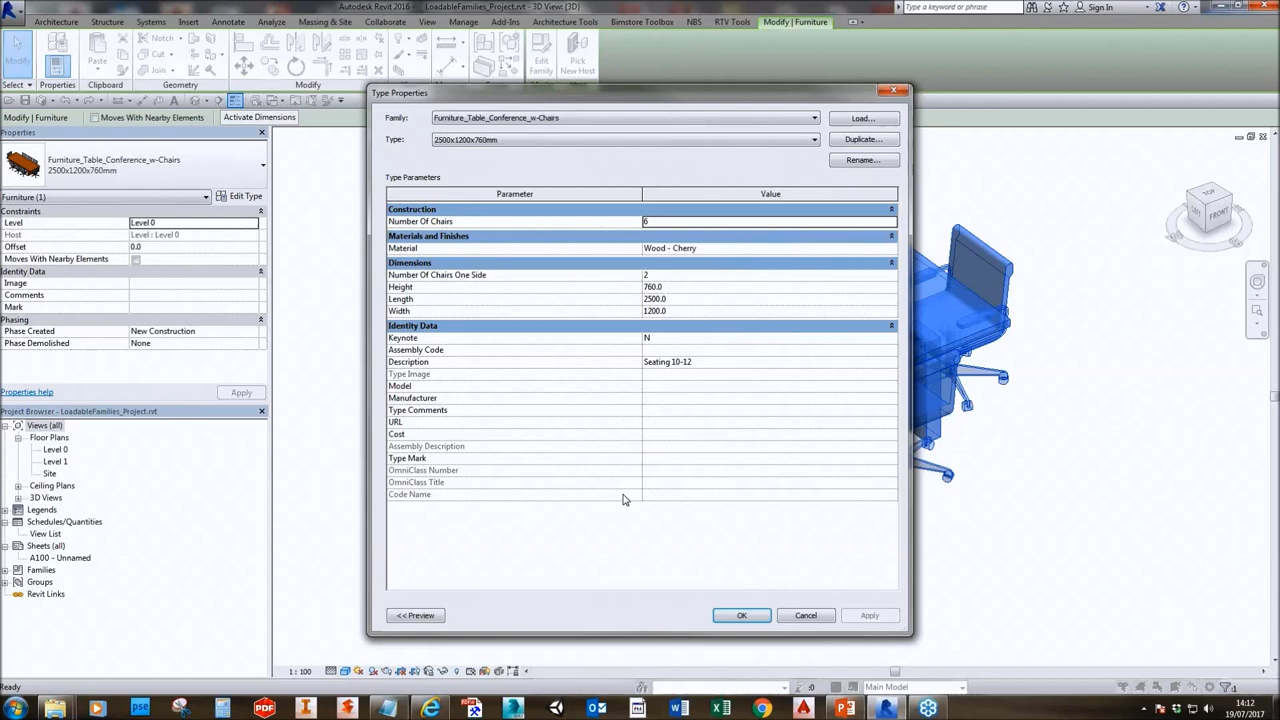 Autodesk Revit 2016 - LoadableFamilies_Project.rvt - 3D View: {3D}
Type a keyword or phrase
Sign In
Architecture Structure Systems Insert Annotate Analyze Massing & Site Collaborate View Manage Add-Ins Architecture Tools Bimstore Toolbox NBS RTV Tools Modify | Furniture
Modify Paste Notch Cut Join Edit Family Pick New Host
Select Properties Clipboard Geometry Modify
Modify | Furniture Moves With Nearby Elements Activate Dimensions
Properties
Furniture_Table_Conference_w-Chairs
2500x1200x760mm
Furniture (1) Edit Type
Constraints
Level Level 0
Host Level : Level 0
Offset 0.0
Moves With Nearby Elements
Identity Data
Image
Comments
Mark
Phasing
Phase Created New Construction
Phase Demolished None
Properties help Apply
Project Browser - LoadableFamilies_Project.rvt
Views (all)
Floor Plans
Level 0
Level 1
Site
Ceiling Plans
3D Views
Legends
Schedules/Quantities
View List
Sheets (all)
A100 - Unnamed
Families
Groups
Revit Links
Type Properties
Family: Furniture_Table_Conference_w-Chairs Load...
Type: 2500x1200x760mm Duplicate...
Rename...
Type Parameters
Parameter Value
Construction
Number Of Chairs 6
Materials and Finishes
Material Wood - Cherry
Dimensions
Number Of Chairs One Side 2
Height 760.0
Length 2500.0
Width 1200.0
Identity Data
Keynote N
Assembly Code
Description Seating 10-12
Type Image
Model
Manufacturer
Type Comments
URL
Cost
Assembly Description
Type Mark
OmniClass Number
OmniClass Title
Code Name
<< Preview OK Cancel Apply
TOP
FRONT
1 : 100
Ready :0 Main Model :1
pse PDF
14:12
19/07/2017